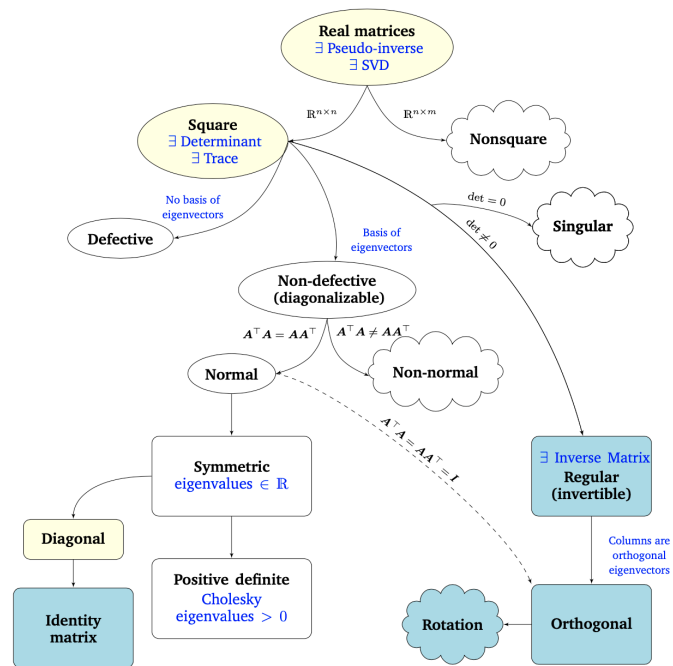 Real matrices
∃ Pseudo-inverse
∃ SVD
ℝⁿˣⁿ
ℝⁿˣᵐ
Square
∃ Determinant
∃ Trace
Nonsquare
No basis of
eigenvectors
det = 0
Defective
Basis of
eigenvectors
det ≠ 0
Singular
Non-defective
(diagonalizable)
A⊤A = AA⊤
A⊤A ≠ AA⊤
Normal
Non-normal
A⊤A = AA⊤ = I
Symmetric
eigenvalues ∈ ℝ
∃ Inverse Matrix
Regular
(invertible)
Diagonal
Columns are
orthogonal
eigenvectors
Positive definite
Cholesky
eigenvalues > 0
Identity
matrix
Rotation
Orthogonal